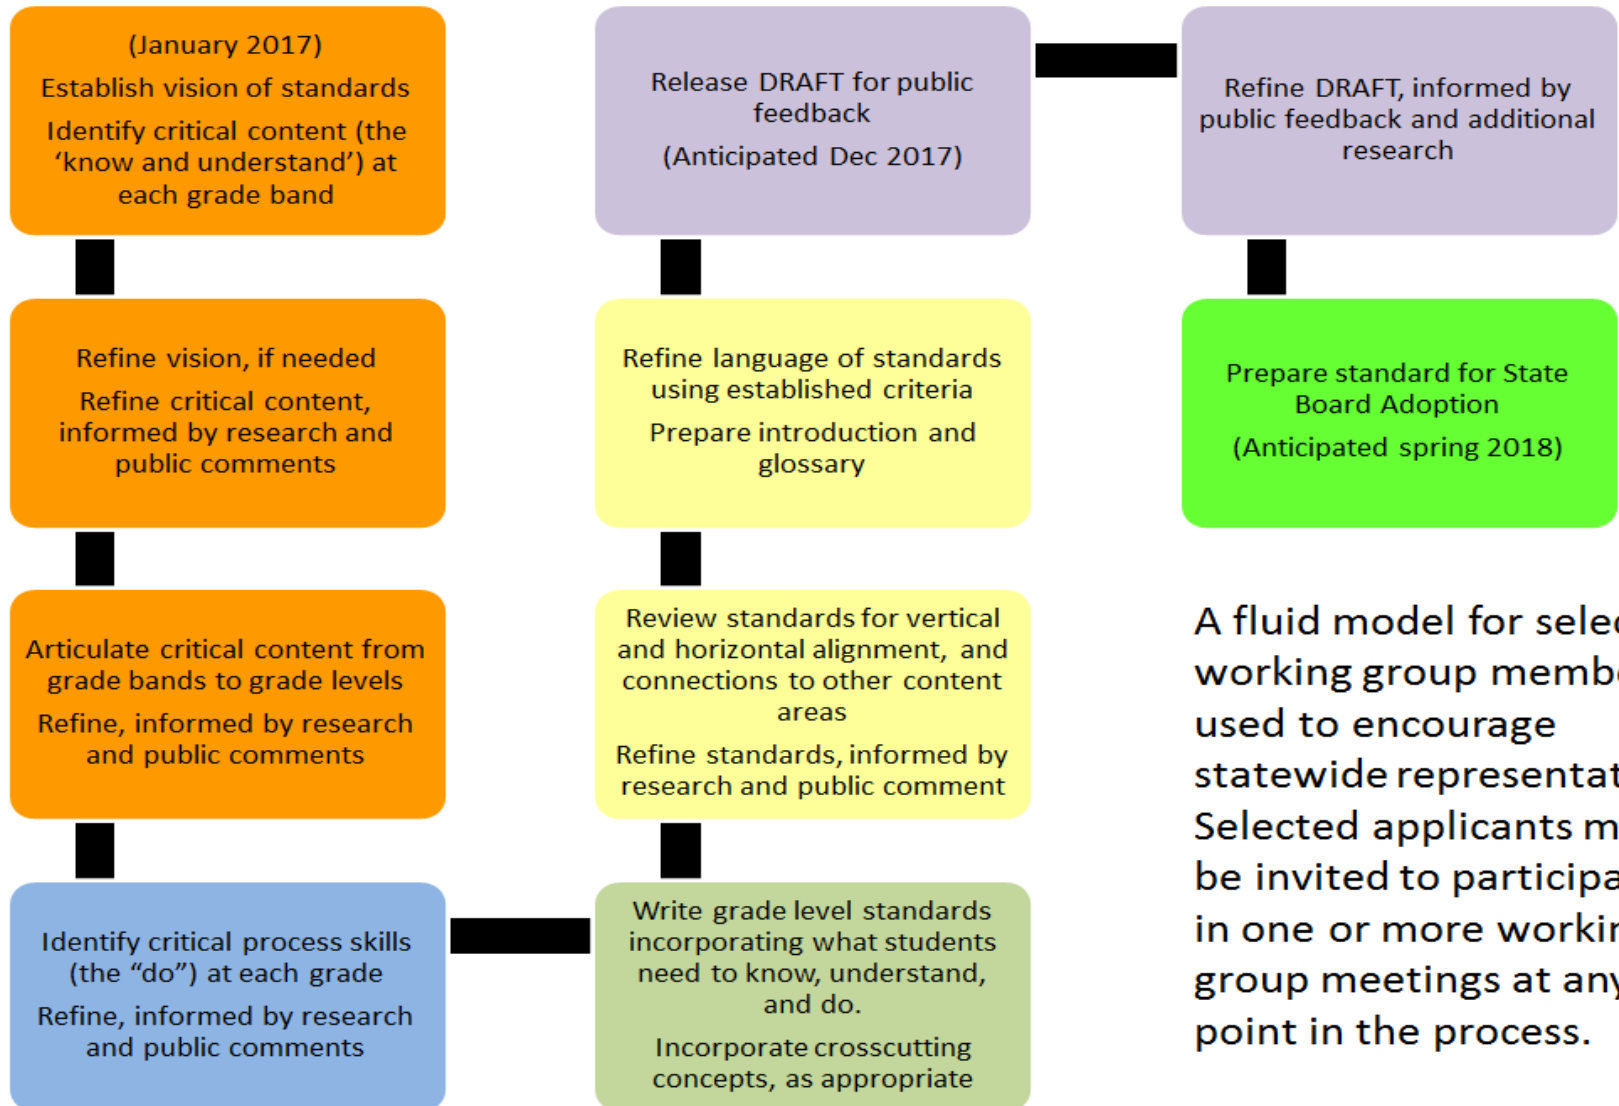 (January 2017)
Establish vision of standards
Identify critical content (the
‘know and understand’) at
each grade band
Refine vision, if needed
Refine critical content,
informed by research and
public comments
Articulate critical content from
grade bands to grade levels
Refine, informed by research
and public comments
Identify critical process skills
(the “do”) at each grade
Refine, informed by research
and public comments
Write grade level standards
incorporating what students
need to know, understand,
and do.
Incorporate crosscutting
concepts, as appropriate
Review standards for vertical
and horizontal alignment, and
connections to other content
areas
Refine standards, informed by
research and public comment
Refine language of standards
using established criteria
Prepare introduction and
glossary
Release DRAFT for public
feedback
(Anticipated Dec 2017)
Refine DRAFT, informed by
public feedback and additional
research
Prepare standard for State
Board Adoption
(Anticipated spring 2018)
A fluid model for selec
working group membe
used to encourage
statewide representat
Selected applicants m
be invited to participa
in one or more workin
group meetings at any
point in the process.